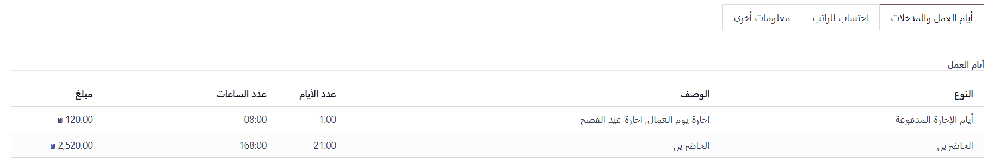 أيام العمل والمدخلات احتساب الراتب معلومات أخرى
أيام العمل
النوع الوصف عدد الأيام عدد الساعات مبلغ
أيام الإجازة المدفوعة اجازة يوم العمال, اجازة عيد الفصح 1.00 08:00 120.00 ₪
الحاضرين الحاضرين 21.00 168:00 2,520.00 ₪